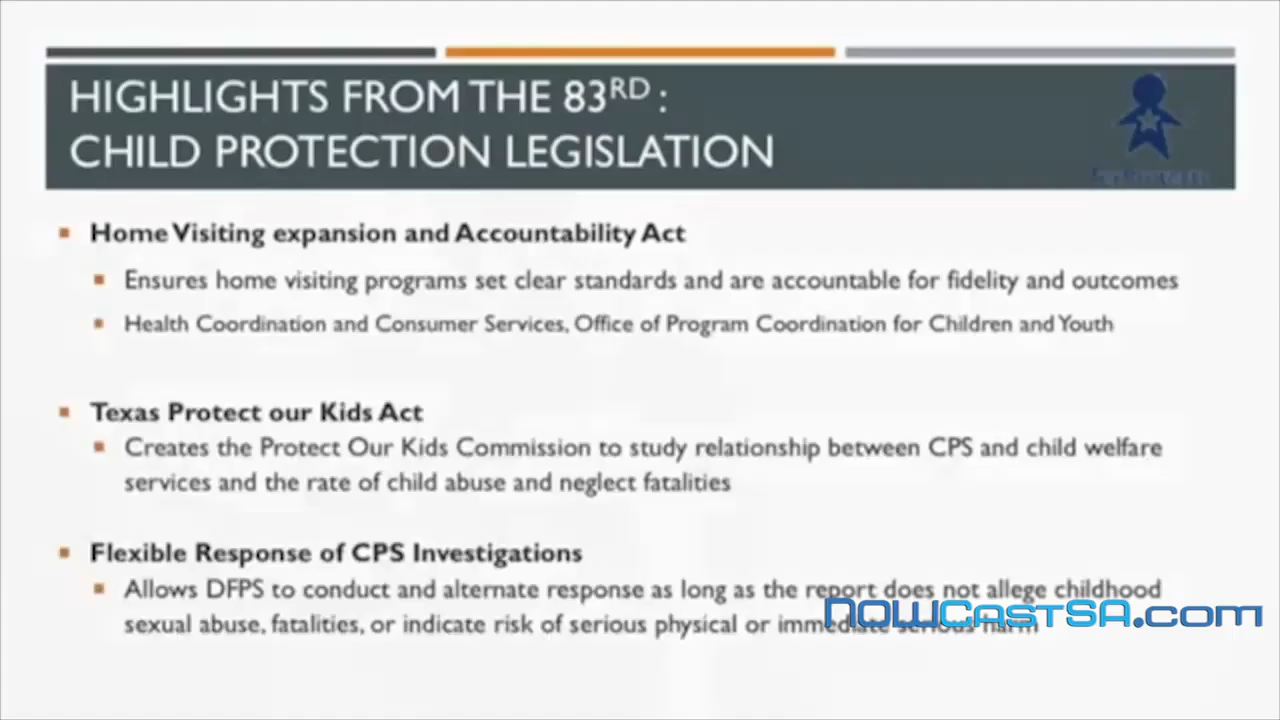 HIGHLIGHTS FROM THE 83RD :
CHILD PROTECTION LEGISLATION
Home Visiting expansion and Accountability Act
Ensures home visiting programs set clear standards and are accountable for fidelity and outcomes
Health Coordination and Consumer Services, Office of Program Coordination for Children and Youth
Texas Protect our Kids Act
Creates the Protect Our Kids Commission to study relationship between CPS and child welfare
services and the rate of child abuse and neglect fatalities
Flexible Response of CPS Investigations
Allows DFPS to conduct and alternate response as long as the report does not allege childhood
sexual abuse, fatalities, or indicate risk of serious physical or immediate serious harm
NOWCastSA.com